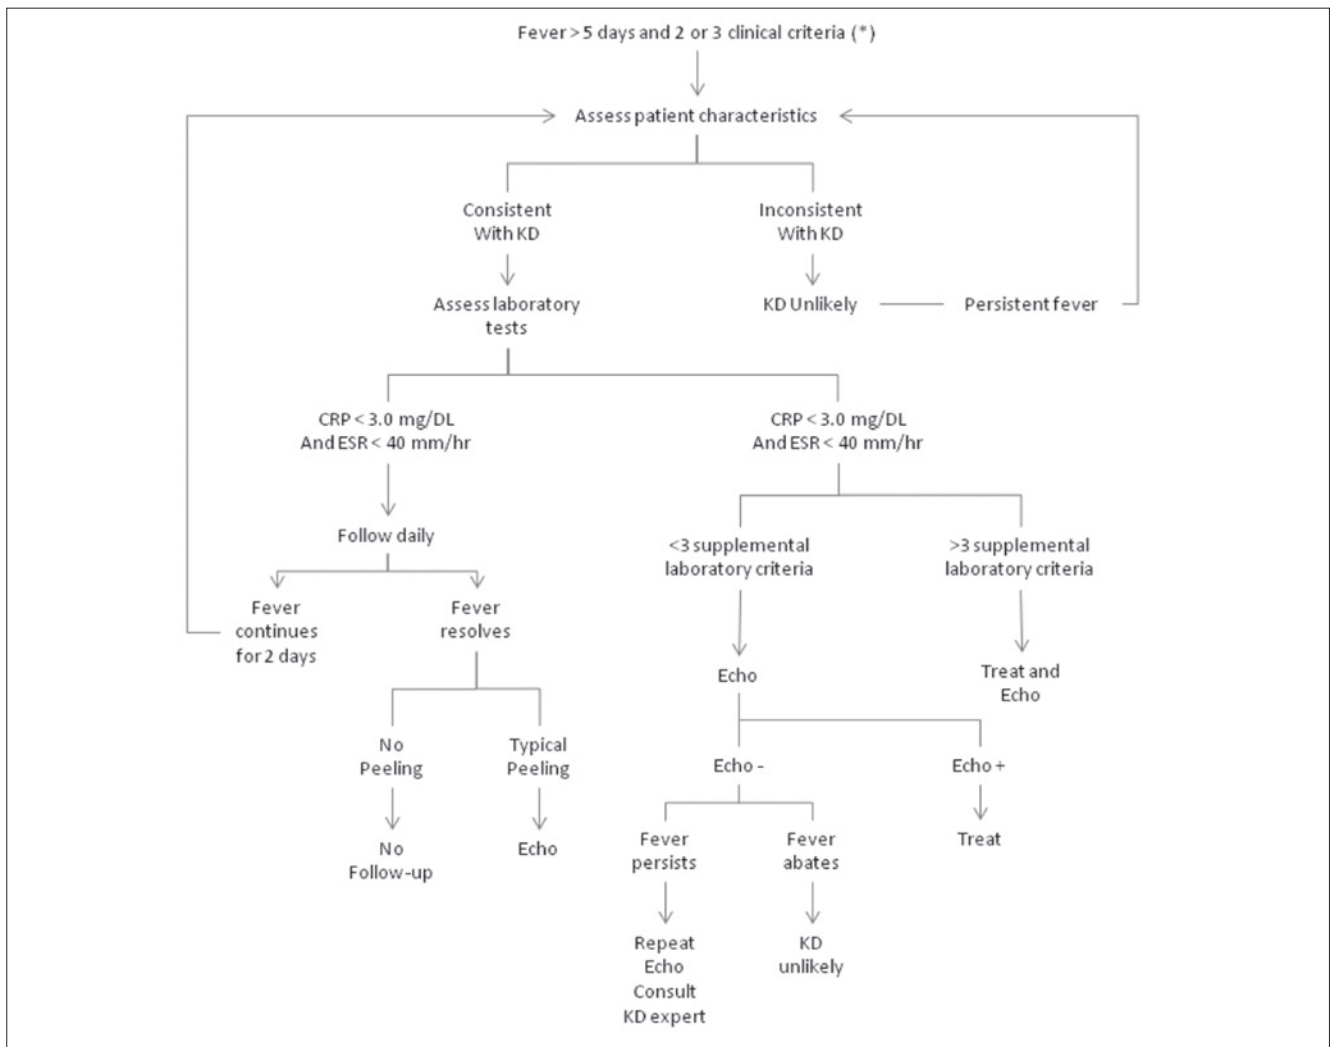 Fever > 5 days and 2 or 3 clinical criteria (*)
Assess patient characteristics
Consistent
With KD
Inconsistent
With KD
Assess laboratory
tests
KD Unlikely
Persistent fever
CRP < 3.0 mg/DL
And ESR < 40 mm/hr
CRP < 3.0 mg/DL
And ESR < 40 mm/hr
Follow daily
<3 supplemental
laboratory criteria
>3 supplemental
laboratory criteria
Fever
continues
for 2 days
Fever
resolves
Echo
Treat and
Echo
No
Peeling
Typical
Peeling
Echo -
Echo +
No
Follow-up
Echo
Fever
persists
Fever
abates
Treat
Repeat
Echo
Consult
KD expert
KD
unlikely